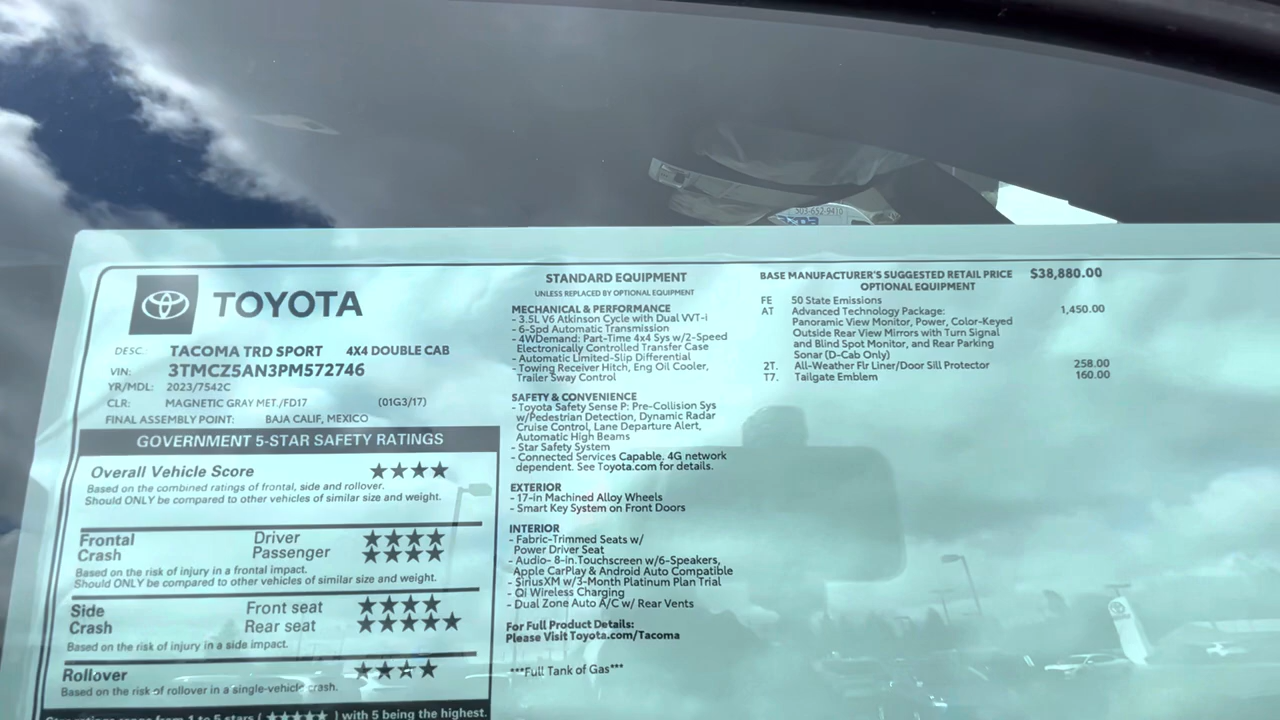 503-652-9410
TOYOTA
DESC. TACOMA TRD SPORT 4X4 DOUBLE CAB
VIN: 3TMCZ5AN3PM572746
YR/MDL: 2023/7542C
CLR: MAGNETIC GRAY MET./FD17 (01G3/17)
FINAL ASSEMBLY POINT: BAJA CALIF, MEXICO
GOVERNMENT 5-STAR SAFETY RATINGS
Overall Vehicle Score ★★★★
Based on the combined ratings of frontal, side and rollover.
Should ONLY be compared to other vehicles of similar size and weight.
Frontal Driver ★★★★
Crash Passenger ★★★★
Based on the risk of injury in a frontal impact.
Should ONLY be compared to other vehicles of similar size and weight.
Side Front seat ★★★★
Crash Rear seat ★★★★★
Based on the risk of injury in a side impact.
Rollover ★★★★
Based on the risk of rollover in a single-vehicle crash.
Star ratings range from 1 to 5 stars (★★★★★) with 5 being the highest.
STANDARD EQUIPMENT
UNLESS REPLACED BY OPTIONAL EQUIPMENT
MECHANICAL & PERFORMANCE
- 3.5L V6 Atkinson Cycle with Dual VVT-i
- 6-Spd Automatic Transmission
- 4WDemand: Part-Time 4x4 Sys w/2-Speed
Electronically Controlled Transfer Case
- Automatic Limited-Slip Differential
- Towing Receiver Hitch, Eng Oil Cooler,
Trailer Sway Control
SAFETY & CONVENIENCE
- Toyota Safety Sense P: Pre-Collision Sys
w/Pedestrian Detection, Dynamic Radar
Cruise Control, Lane Departure Alert,
Automatic High Beams
- Star Safety System
- Connected Services Capable. 4G network
dependent. See Toyota.com for details.
EXTERIOR
- 17-in Machined Alloy Wheels
- Smart Key System on Front Doors
INTERIOR
- Fabric-Trimmed Seats w/
Power Driver Seat
- Audio- 8-in.Touchscreen w/6-Speakers,
Apple CarPlay & Android Auto Compatible
- SiriusXM w/3-Month Platinum Plan Trial
- Qi Wireless Charging
- Dual Zone Auto A/C w/ Rear Vents
For Full Product Details:
Please Visit Toyota.com/Tacoma
***Full Tank of Gas***
BASE MANUFACTURER'S SUGGESTED RETAIL PRICE $38,880.00
OPTIONAL EQUIPMENT
FE 50 State Emissions
AT Advanced Technology Package: 1,450.00
Panoramic View Monitor, Power, Color-Keyed
Outside Rear View Mirrors with Turn Signal
and Blind Spot Monitor, and Rear Parking
Sonar (D-Cab Only)
2T. All-Weather Flr Liner/Door Sill Protector 258.00
T7. Tailgate Emblem 160.00